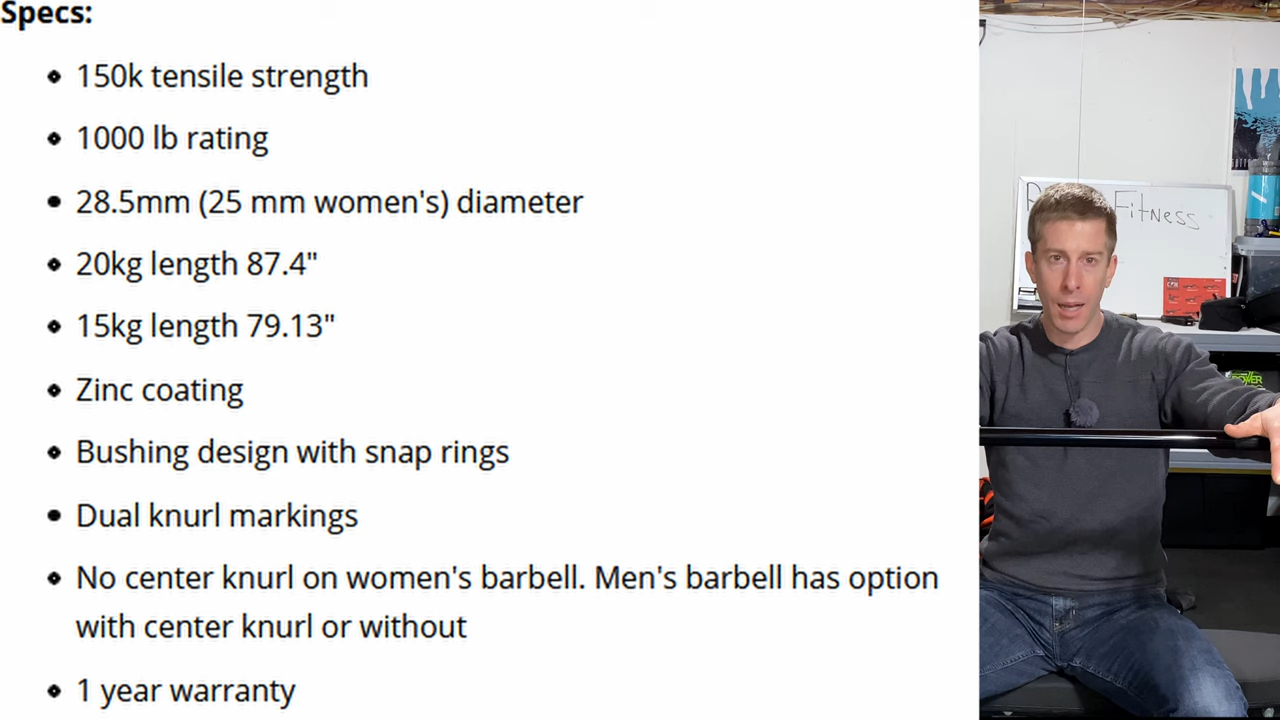 Specs:
150k tensile strength
1000 lb rating
28.5mm (25 mm women's) diameter
20kg length 87.4"
15kg length 79.13"
Zinc coating
Bushing design with snap rings
Dual knurl markings
No center knurl on women's barbell. Men's barbell has option
with center knurl or without
1 year warranty
Fitness
POWER